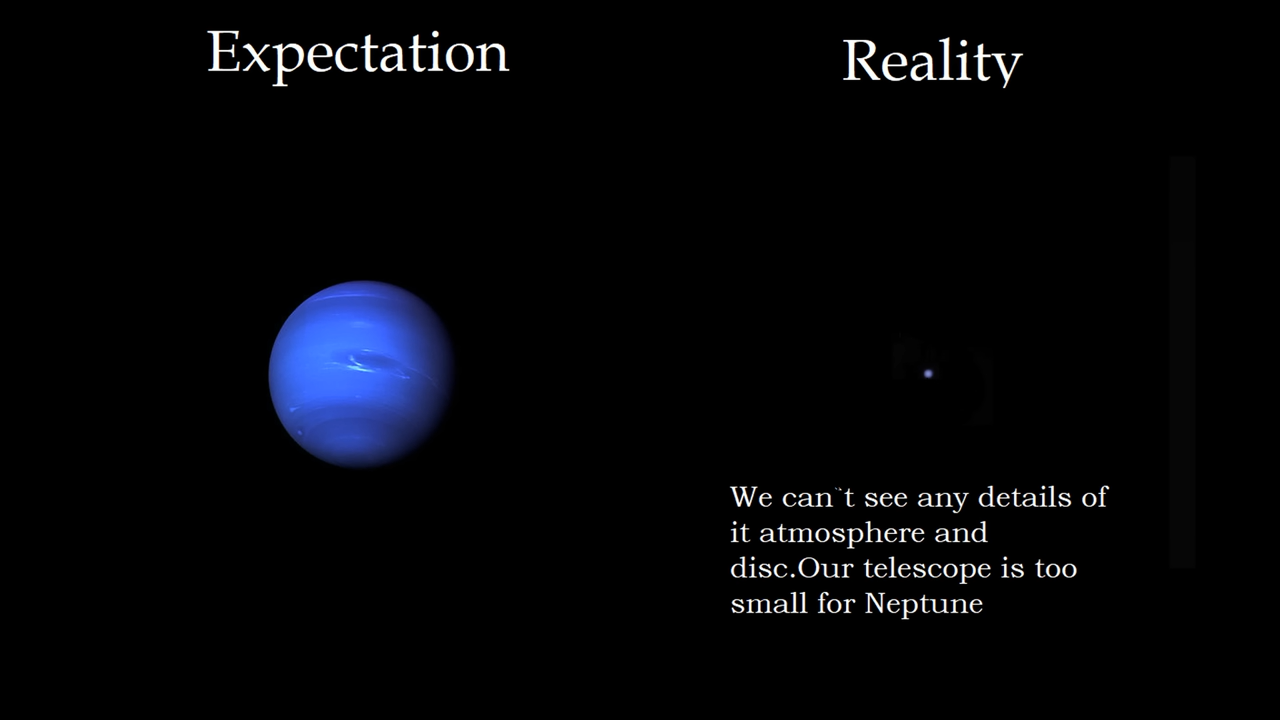 Expectation
Reality
We can`t see any details of
it atmosphere and
disc.Our telescope is too
small for Neptune